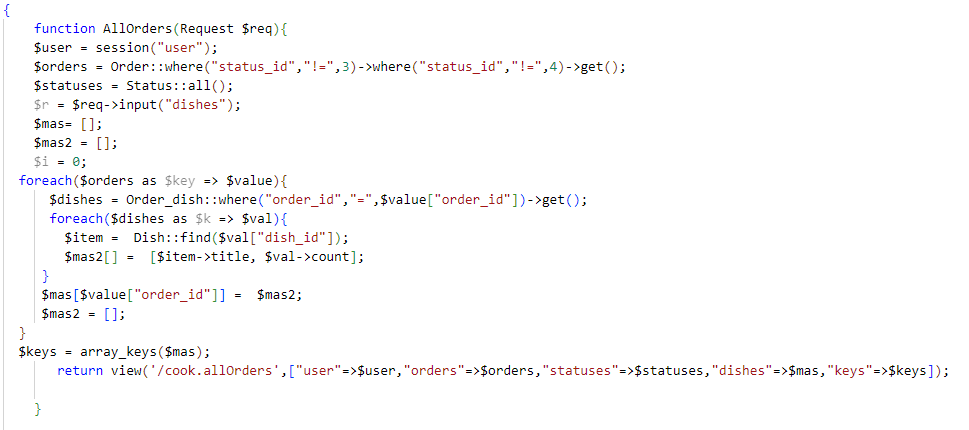 {
function AllOrders(Request $req){
$user = session("user");
$orders = Order::where("status_id","!=",3)->where("status_id","!=",4)->get();
$statuses = Status::all();
$r = $req->input("dishes");
$mas= [];
$mas2 = [];
$i = 0;
foreach($orders as $key => $value){
$dishes = Order_dish::where("order_id","=",$value["order_id"])->get();
foreach($dishes as $k => $val){
$item =  Dish::find($val["dish_id"]);
$mas2[] =  [$item->title, $val->count];
}
$mas[$value["order_id"]] =  $mas2;
$mas2 = [];
}
$keys = array_keys($mas);
return view('/cook.allOrders',["user"=>$user,"orders"=>$orders,"statuses"=>$statuses,"dishes"=>$mas,"keys"=>$keys]);
}